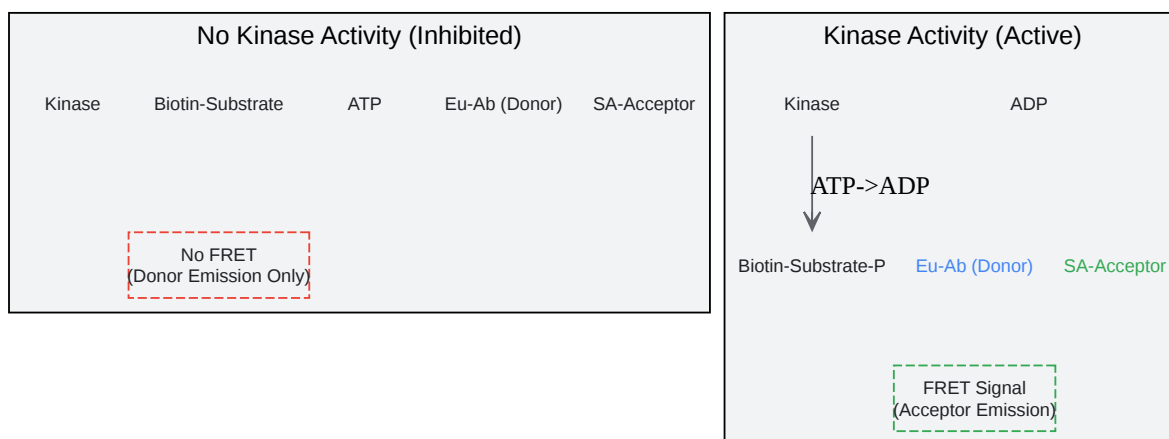 No Kinase Activity (Inhibited)
Kinase
Biotin-Substrate
ATP
Eu-Ab (Donor)
SA-Acceptor
No FRET
(Donor Emission Only)
Kinase Activity (Active)
Kinase
ADP
ATP->ADP
Biotin-Substrate-P
Eu-Ab (Donor)
SA-Acceptor
FRET Signal
(Acceptor Emission)